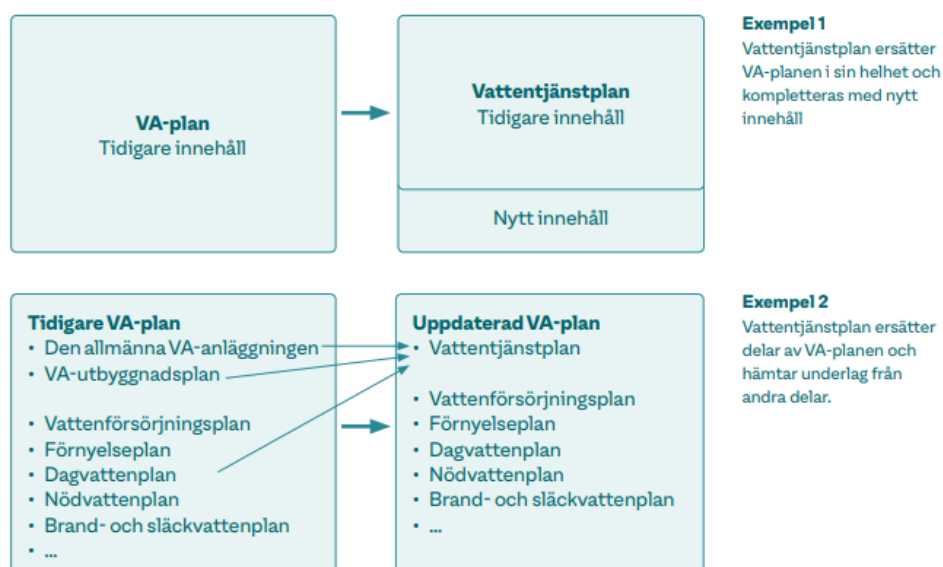 VA-plan
Tidigare innehåll
Vattentjänstplan
Tidigare innehåll
Nytt innehåll
Exempel 1
Vattentjänstplan ersätter
VA-planen i sin helhet och
kompletteras med nytt
innehåll
Tidigare VA-plan
• Den allmänna VA-anläggningen
• VA-utbyggnadsplan
• Vattenförsörjningsplan
• Förnyelseplan
• Dagvattenplan
• Nödvattenplan
• Brand- och släckvattenplan
• ...
Uppdaterad VA-plan
• Vattentjänstplan
• Vattenförsörjningsplan
• Förnyelseplan
• Dagvattenplan
• Nödvattenplan
• Brand- och släckvattenplan
• ...
Exempel 2
Vattentjänstplan ersätter
delar av VA-planen och
hämtar underlag från
andra delar.